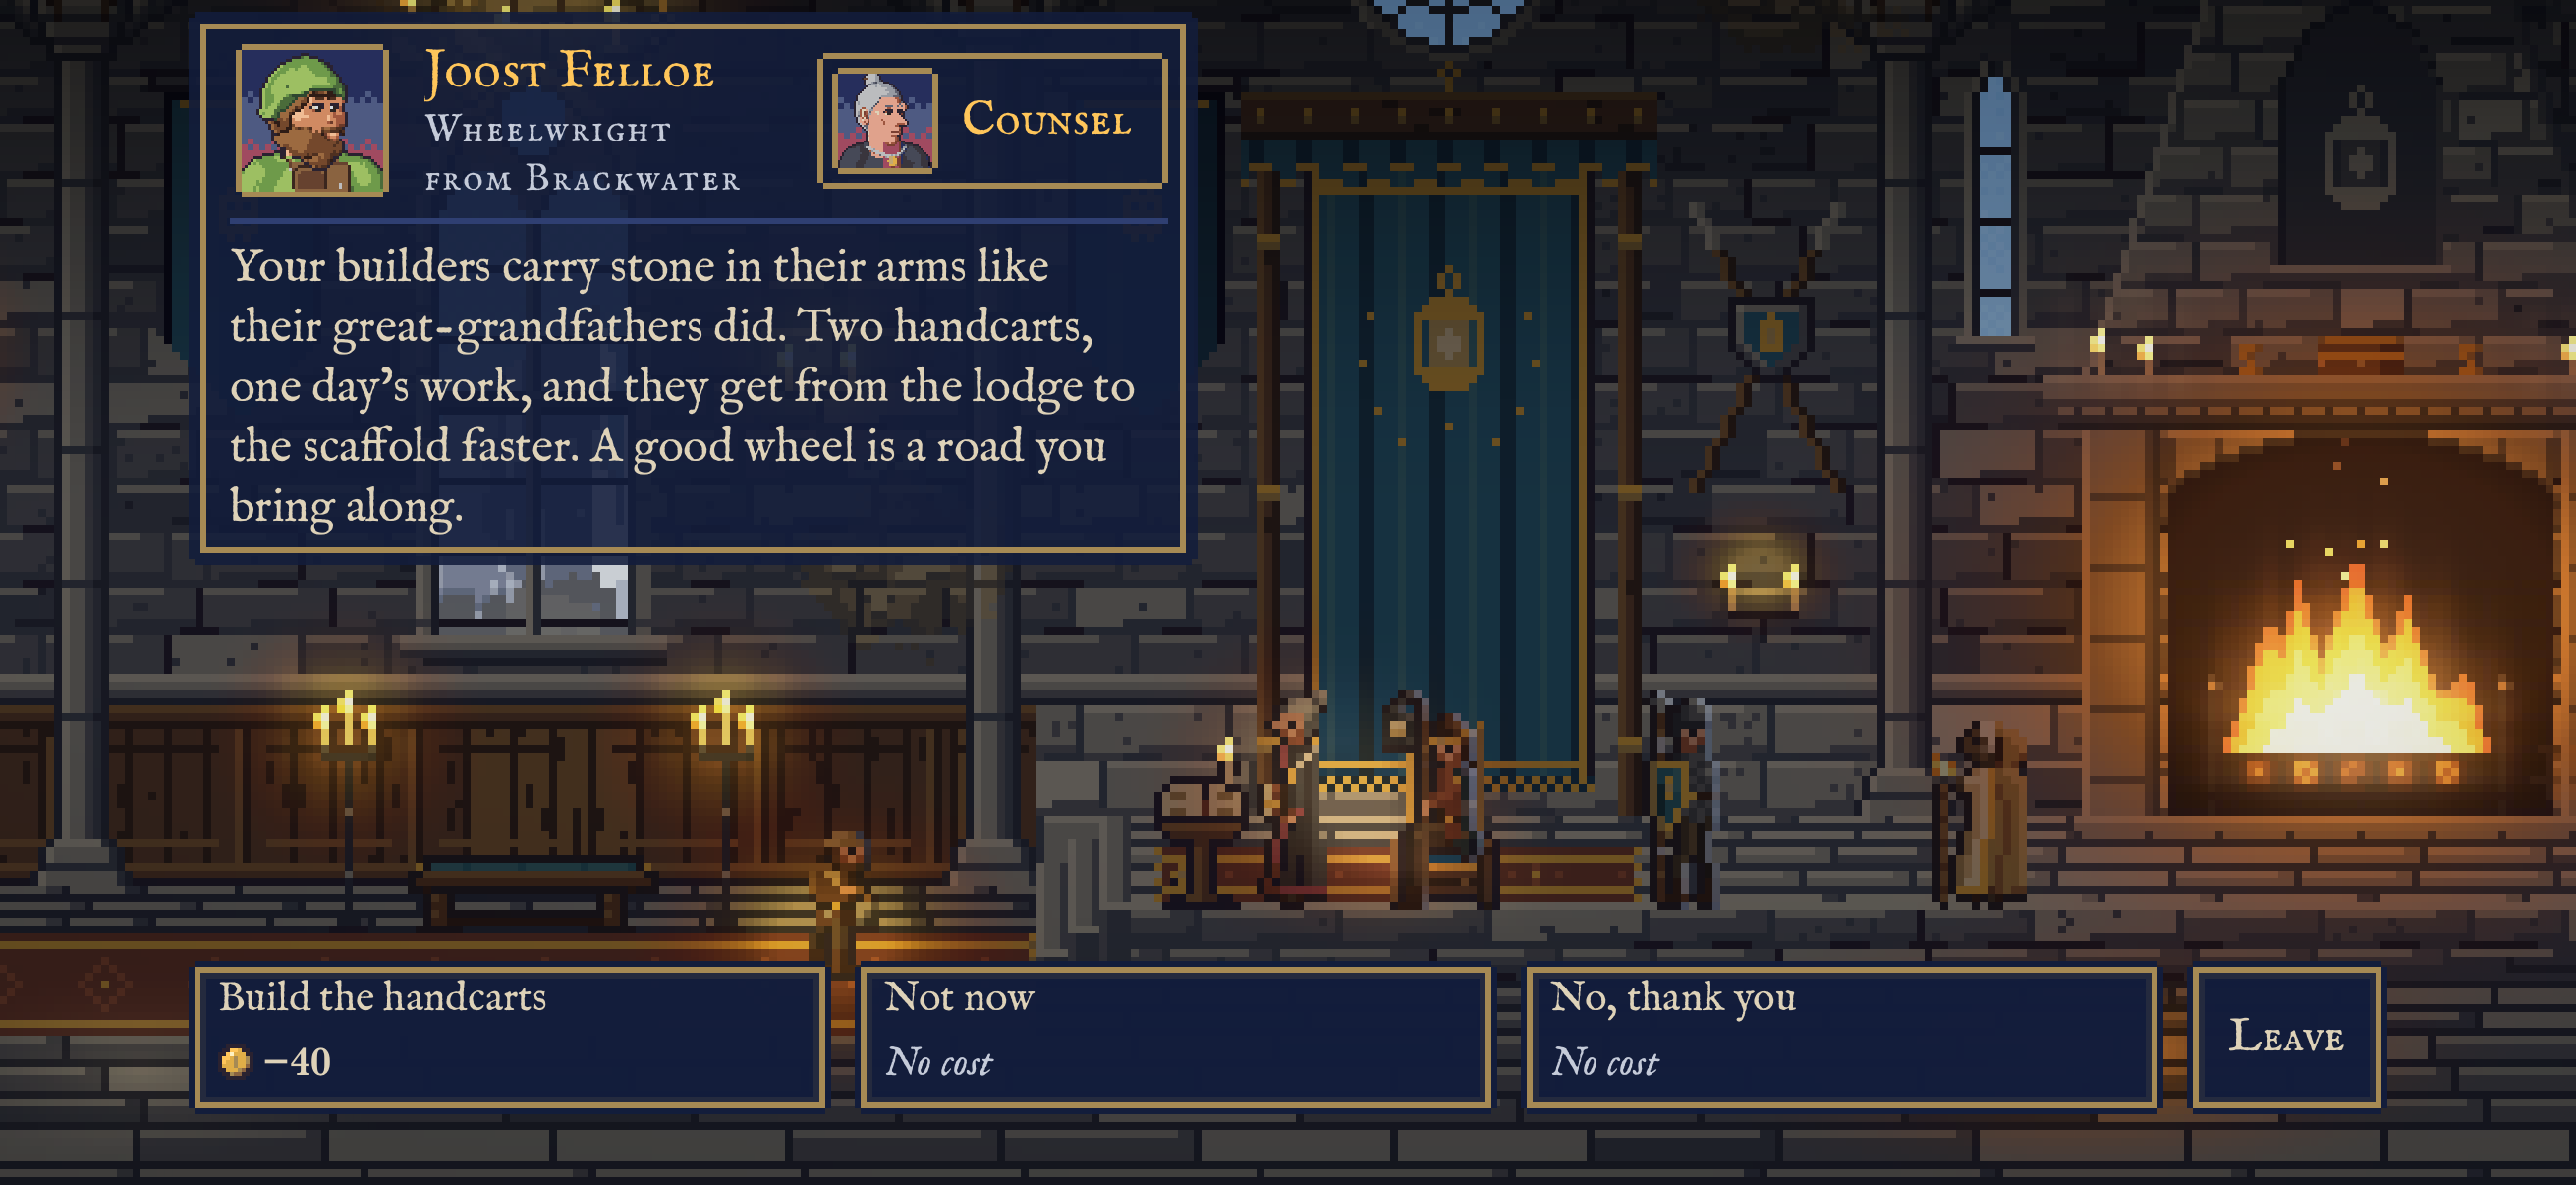 Joost Felloe
Wheelwright
from Brackwater
Counsel
Your builders carry stone in their arms like
their great-grandfathers did. Two handcarts,
one day’s work, and they get from the lodge to
the scaffold faster. A good wheel is a road you
bring along.
Build the handcarts
−40
Not now
No cost
No, thank you
No cost
Leave